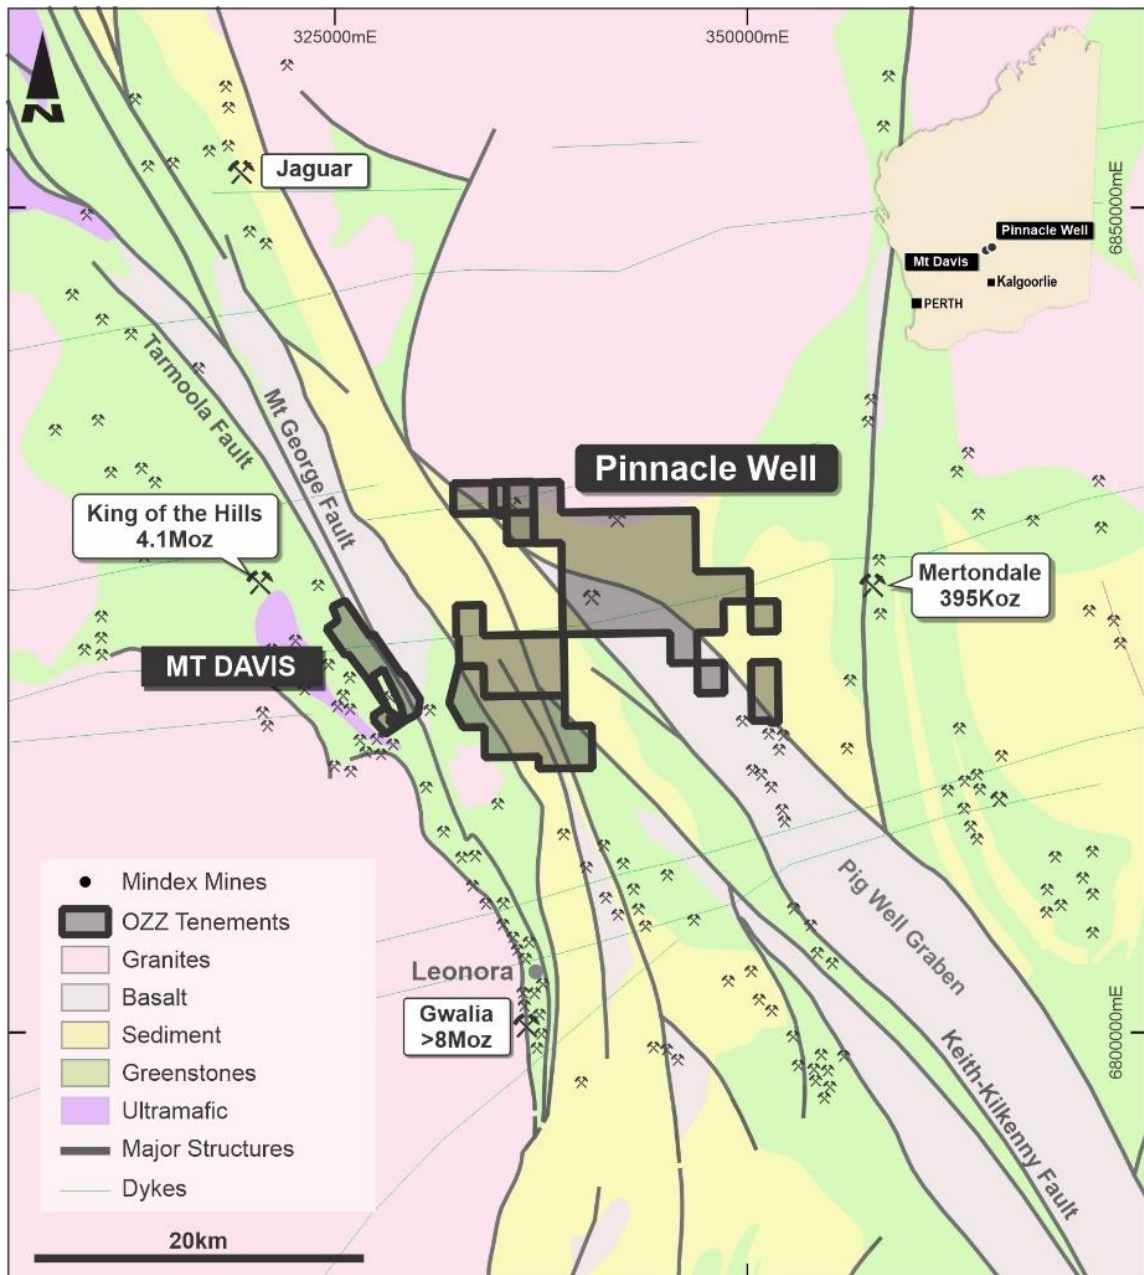 325000mE
350000mE
N
Jaguar
6850000mE
Pinnacle Well
Mt Davis
Kalgoorlie
PERTH
Tarmoola Fault
Mt George Fault
Pinnacle Well
King of the Hills
4.1Moz
Mertondale
395Koz
MT DAVIS
Pig Well Graben
Keith-Kilkenny Fault
Leonora
Gwalia
>8Moz
6800000mE
Mindex Mines
OZZ Tenements
Granites
Basalt
Sediment
Greenstones
Ultramafic
Major Structures
Dykes
20km